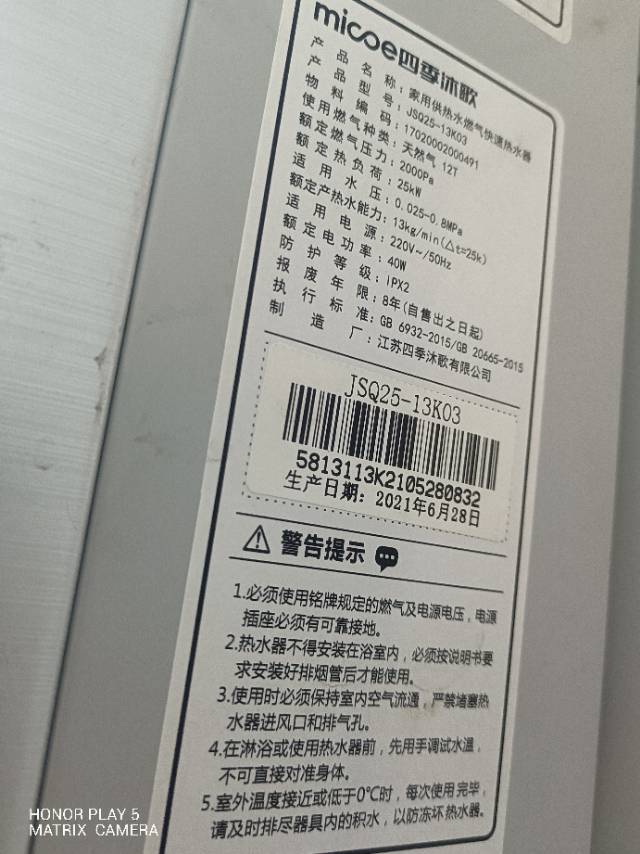 micoe四季沐歌
产品名称：家用供热水燃气快速热水器
产品型号：JSQ25-13K03
物料编码：17020002000491
使用燃气种类：天然气 12T
额定燃气压力：2000Pa
额定热负荷：25kW
适用水压：0.025~0.8MPa
额定产热水能力：13kg/min(△t=25k)
适用电源：220V~/50Hz
额定电功率：40W
防护等级：IPX2
报废年限：8年(自售出之日起)
执行标准：GB 6932-2015/GB 20665-2015
制造厂：江苏四季沐歌有限公司
JSQ25-13K03
5813113K2105280832
生产日期：2021年6月28日
警告提示
1.必须使用铭牌规定的燃气及电源电压，电源
插座必须有可靠接地。
2.热水器不得安装在浴室内，必须按说明书要
求安装好排烟管后才能使用。
3.使用时必须保持室内空气流通，严禁堵塞热
水器进风口和排气孔。
4.在淋浴或使用热水器前，先用手调试水温，
不可直接对准身体。
5.室外温度接近或低于0℃时，每次使用完毕，
请及时排尽器具内的积水，以防冻坏热水器。
HONOR PLAY 5
MATRIX CAMERA